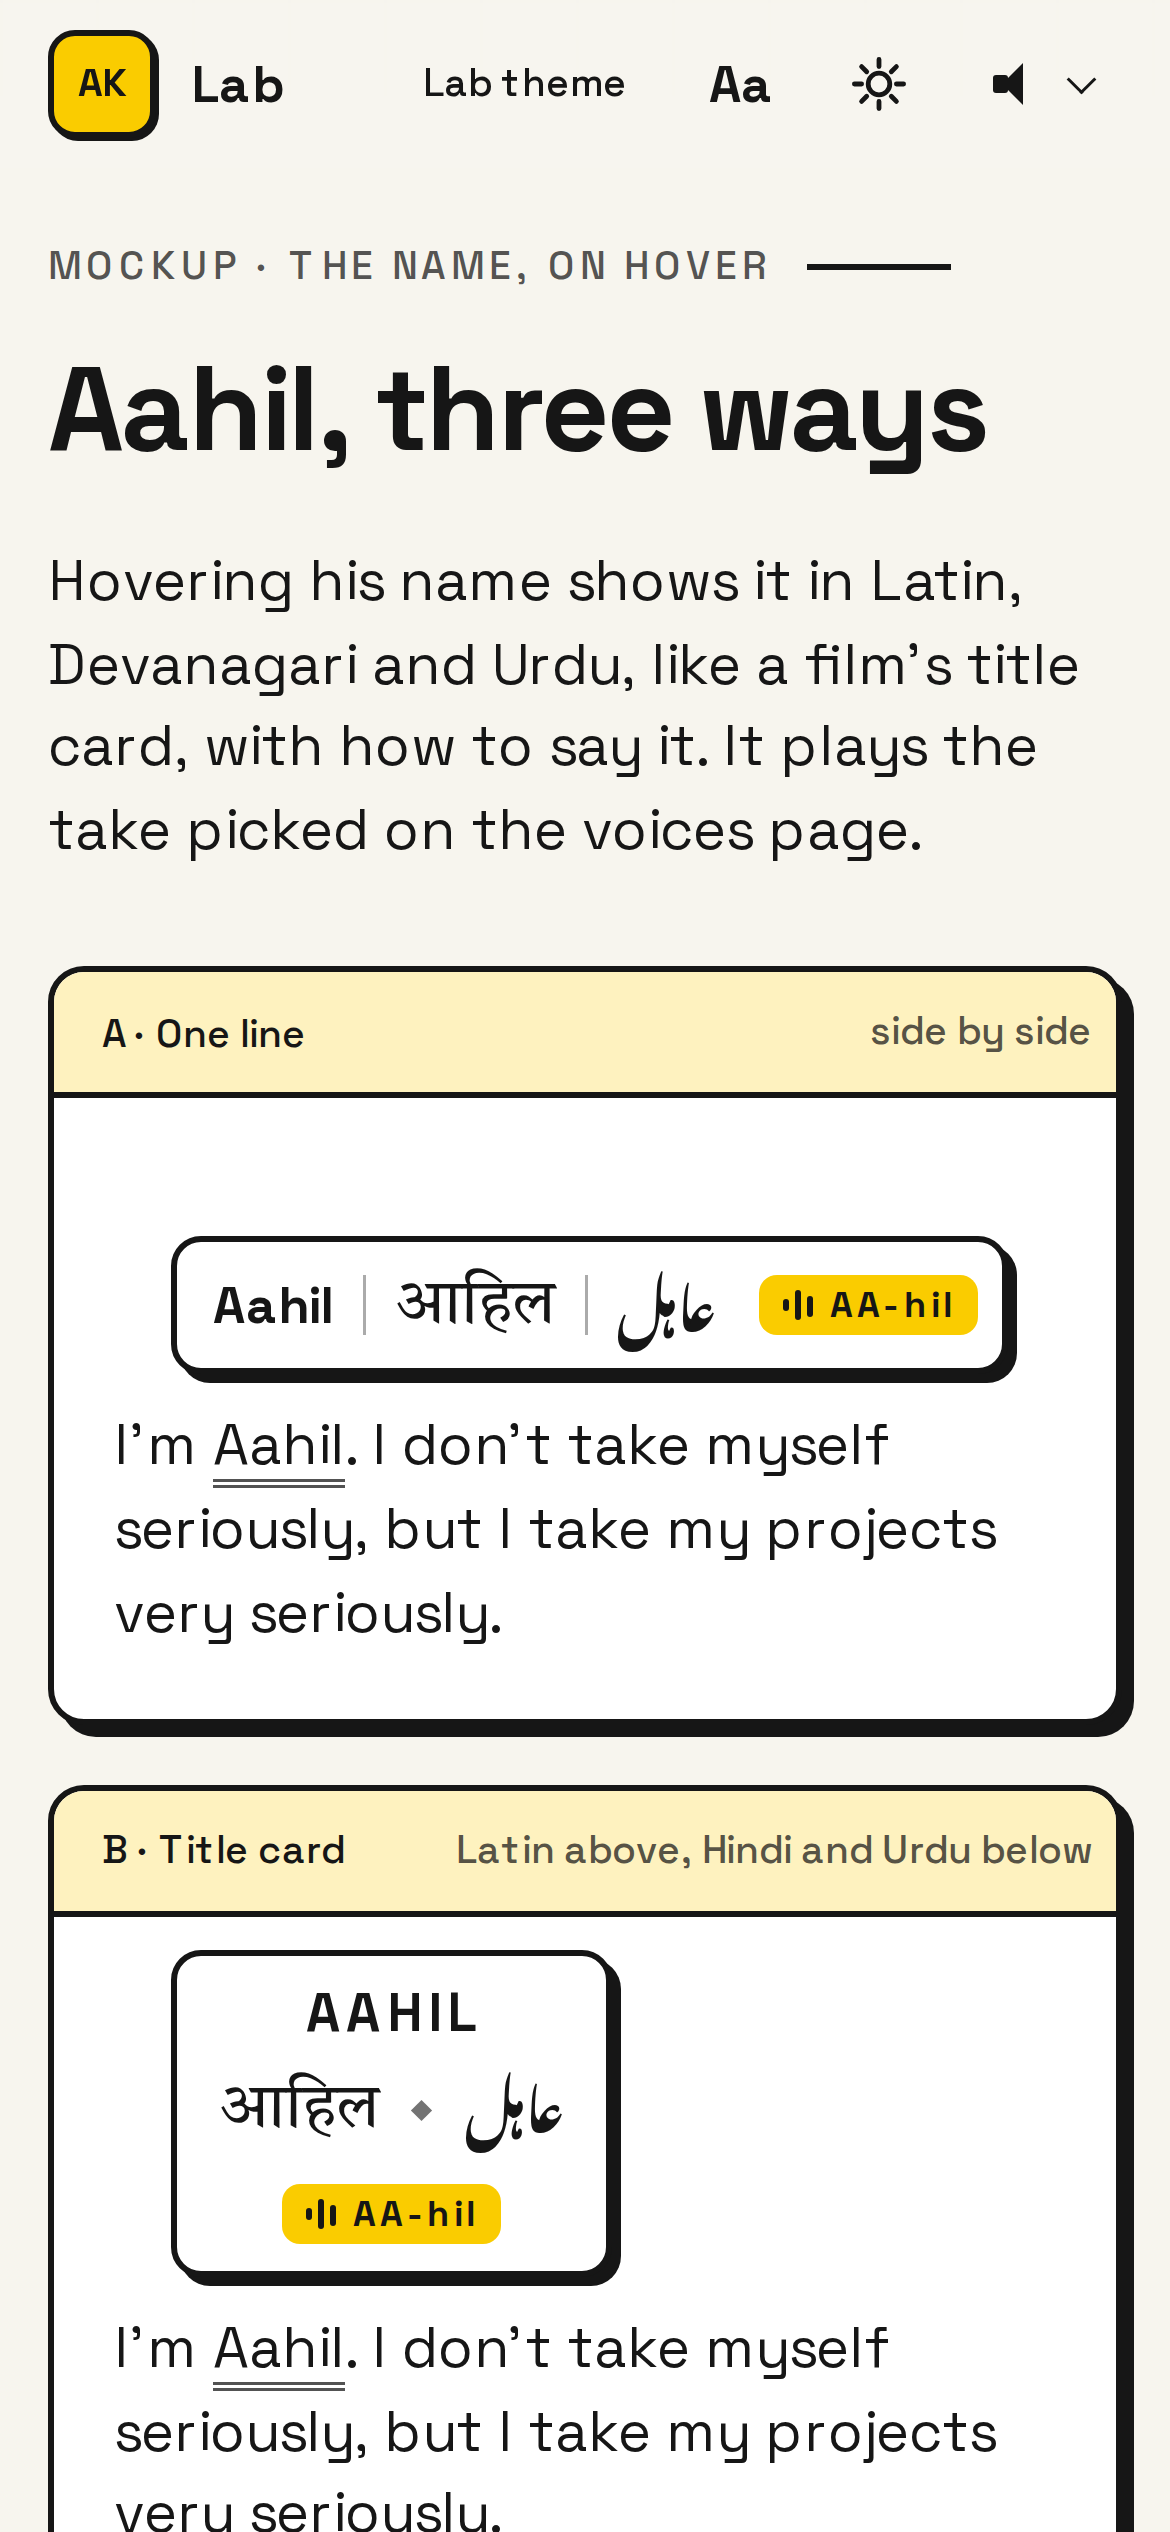 AK Lab Lab theme Aa
MOCKUP · THE NAME, ON HOVER
Aahil, three ways
Hovering his name shows it in Latin,
Devanagari and Urdu, like a film’s title
card, with how to say it. It plays the
take picked on the voices page.
A · One line side by side
Aahil आहिल عاہل AA-hil
I’m Aahil. I don’t take myself
seriously, but I take my projects
very seriously.
B · Title card Latin above, Hindi and Urdu below
AAHIL
आहिल ◆ عاہل
AA-hil
I’m Aahil. I don’t take myself
seriously, but I take my projects
very seriously.